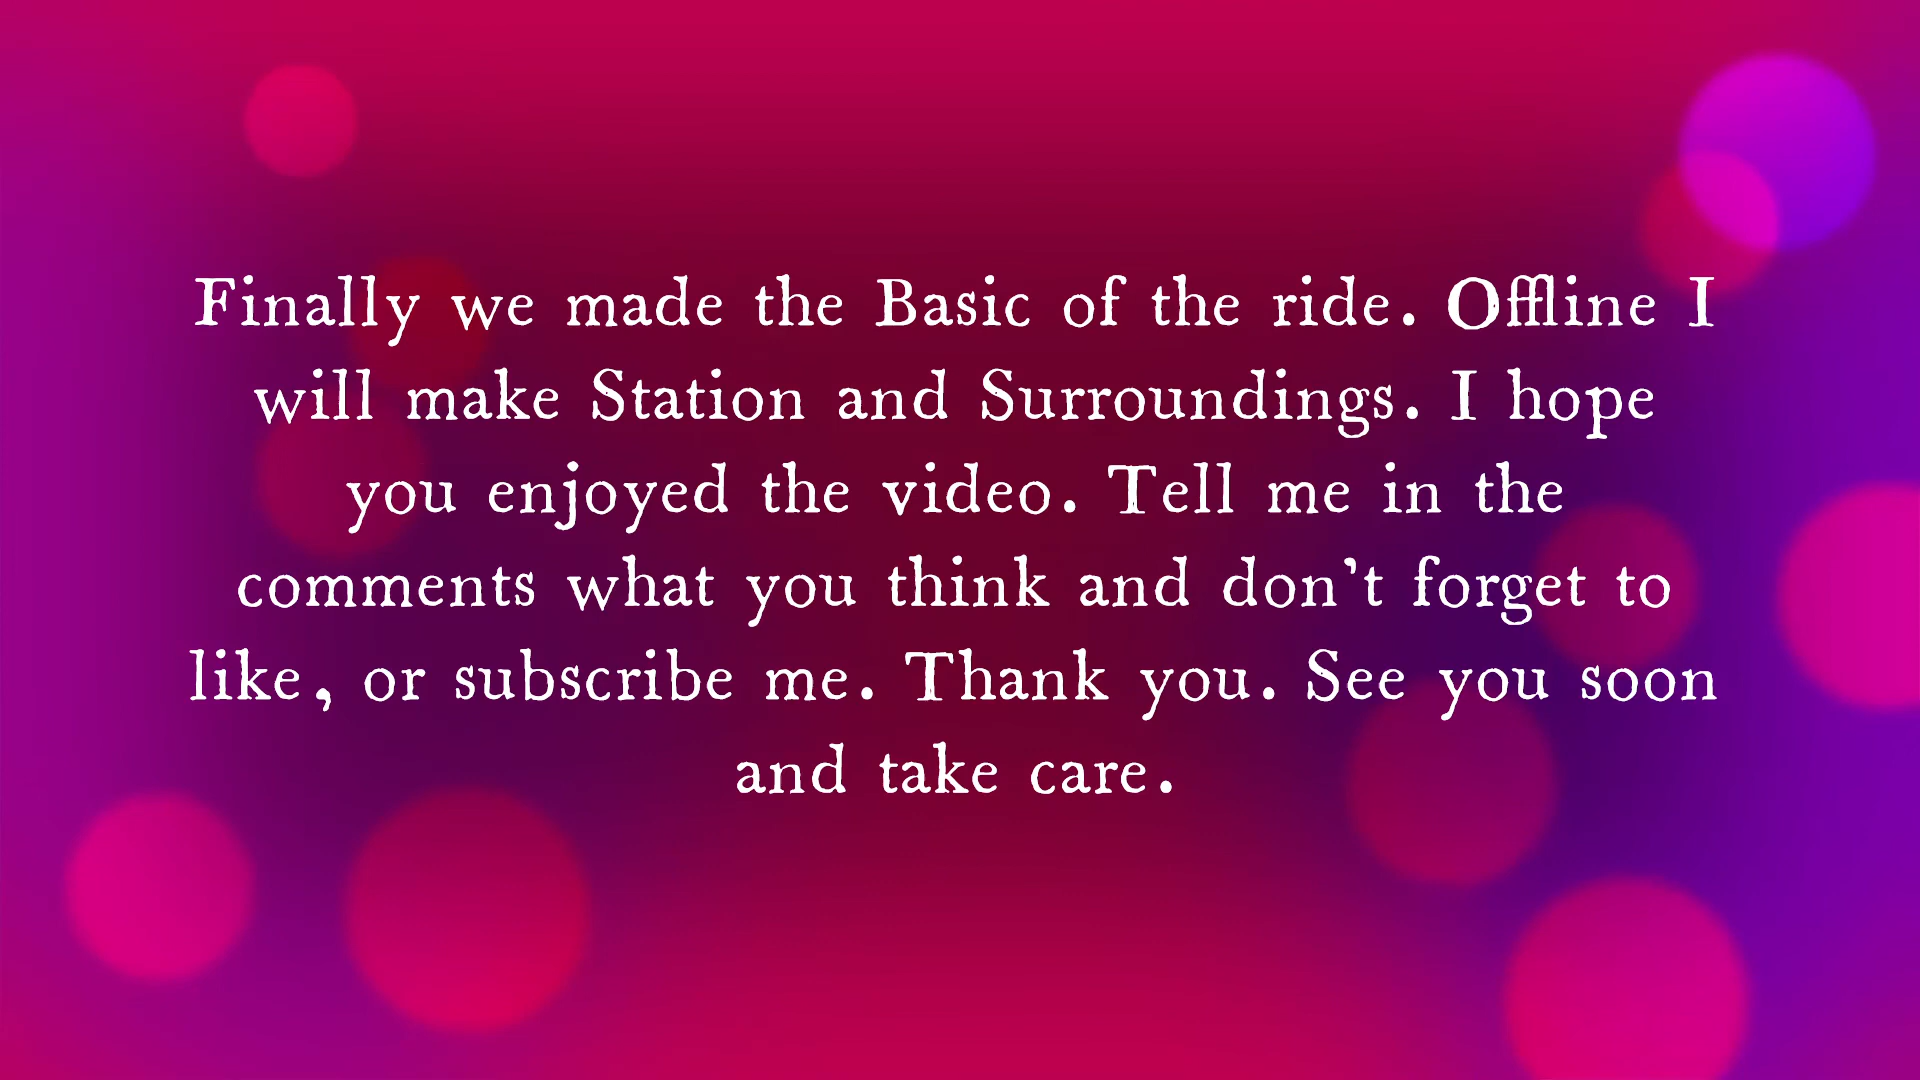 Finally we made the Basic of the ride. Offline I
will make Station and Surroundings. I hope
you enjoyed the video. Tell me in the
comments what you think and don't forget to
like, or subscribe me. Thank you. See you soon
and take care.